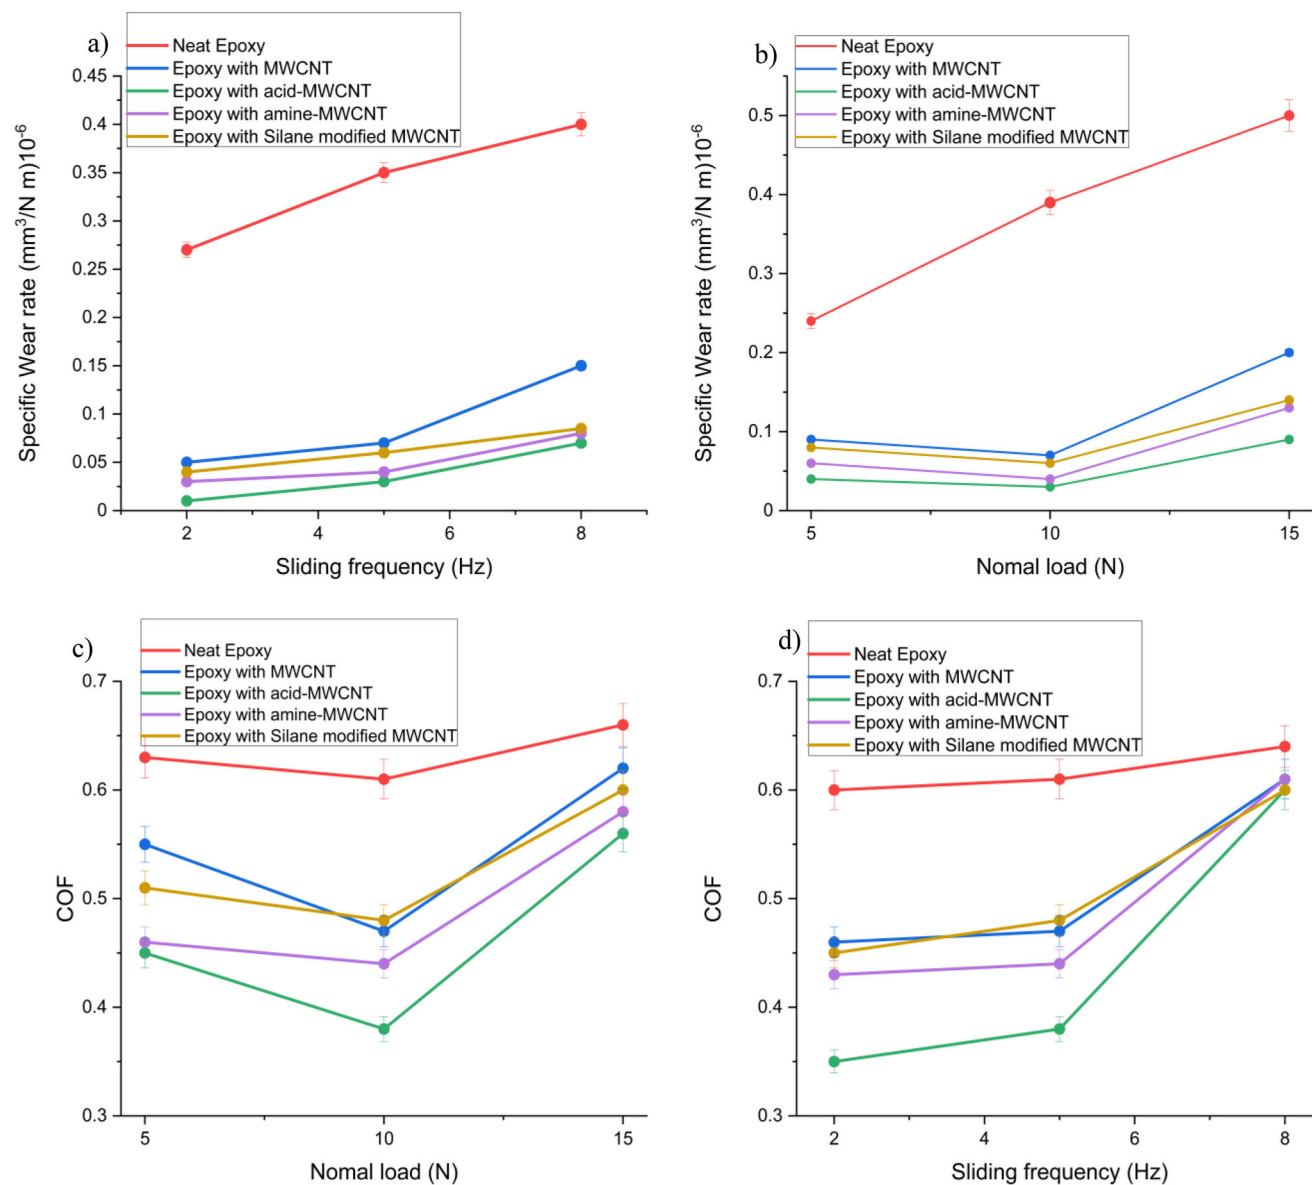 a)
Neat Epoxy
Epoxy with MWCNT
Epoxy with acid-MWCNT
Epoxy with amine-MWCNT
Epoxy with Silane modified MWCNT
0.45
0.4
0.35
0.3
0.25
0.2
0.15
0.1
0.05
0
Specific Wear rate (mm³/N m)10⁻⁶
2 4 6 8
Sliding frequency (Hz)
b)
Neat Epoxy
Epoxy with MWCNT
Epoxy with acid-MWCNT
Epoxy with amine-MWCNT
Epoxy with Silane modified MWCNT
0.5
0.4
0.3
0.2
0.1
0
Specific Wear rate (mm³/N m)10⁻⁶
5 10 15
Nomal load (N)
c)
Neat Epoxy
Epoxy with MWCNT
Epoxy with acid-MWCNT
Epoxy with amine-MWCNT
Epoxy with Silane modified MWCNT
0.7
0.6
0.5
0.4
0.3
COF
5 10 15
Nomal load (N)
d)
Neat Epoxy
Epoxy with MWCNT
Epoxy with acid-MWCNT
Epoxy with amine-MWCNT
Epoxy with Silane modified MWCNT
0.7
0.6
0.5
0.4
0.3
COF
2 4 6 8
Sliding frequency (Hz)